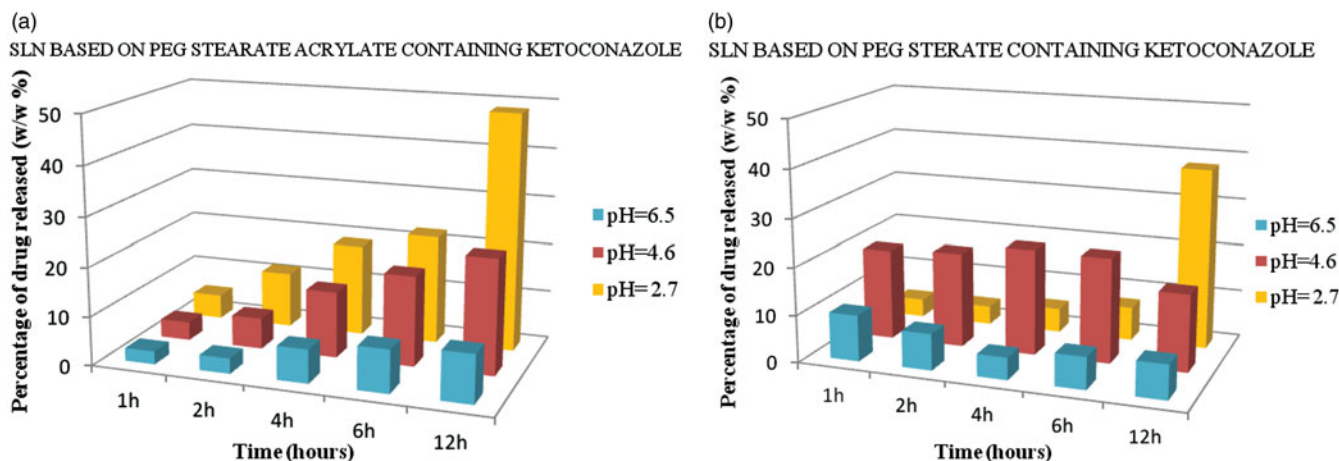 (a)
SLN BASED ON PEG STEARATE ACRYLATE CONTAINING KETOCONAZOLE
Percentage of drug released (w/w %)
50
40
30
20
10
0
1h
2h
4h
6h
12h
Time (hours)
pH=6.5
pH=4.6
pH=2.7
(b)
SLN BASED ON PEG STERATE CONTAINING KETOCONAZOLE
Percentage of drug released (w/w %)
50
40
30
20
10
0
1h
2h
4h
6h
12h
Time (hours)
pH=6.5
pH=4.6
pH=2.7